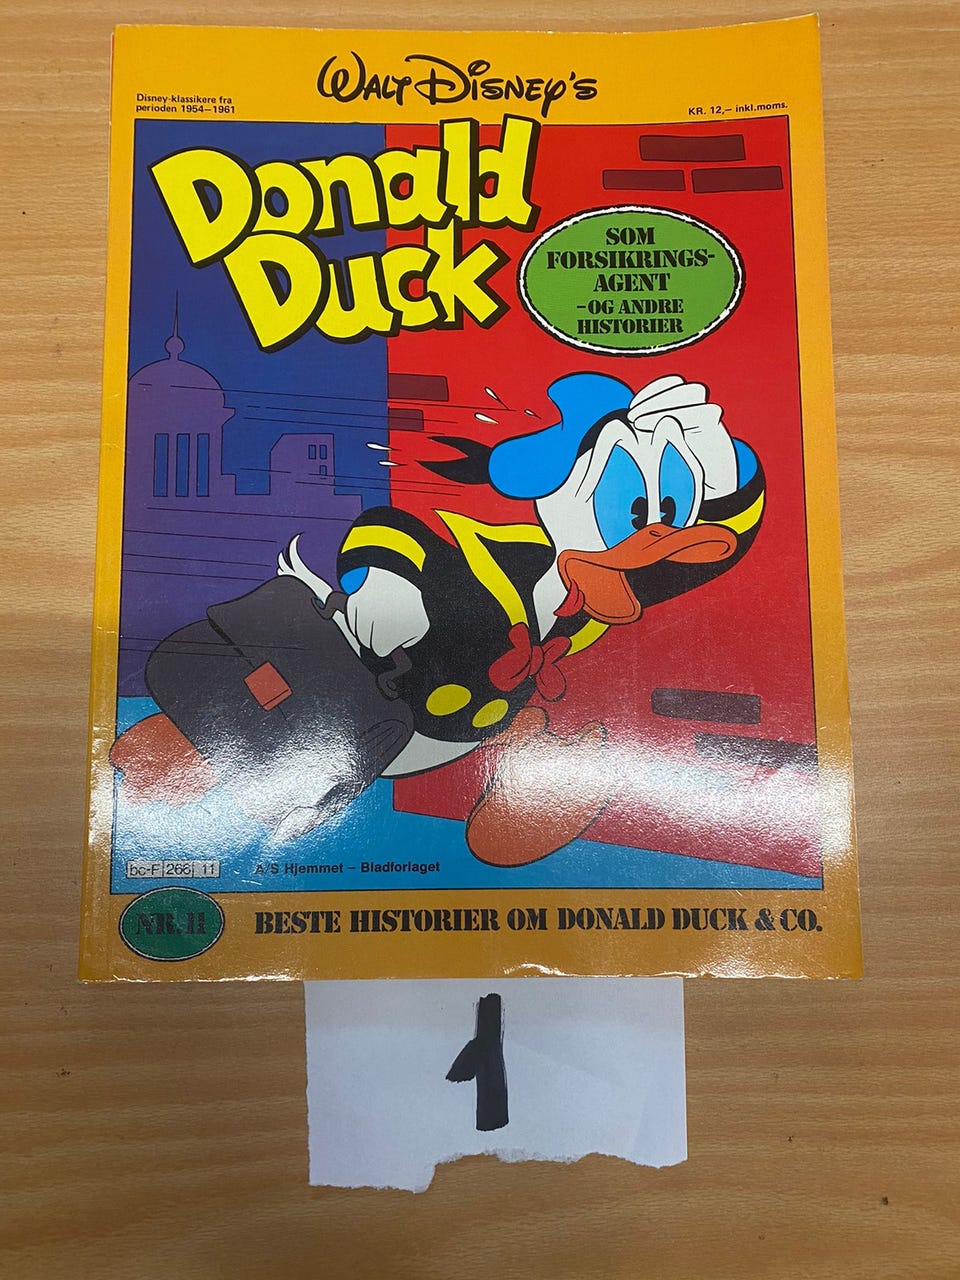 WALT DISNEY'S
Disney-klassikere fra
perioden 1954–1961
KR. 12,– inkl.moms.
Donald
Duck
SOM
FORSIKRINGS-
AGENT
-OG ANDRE
HISTORIER
bc-F 266 11
A/S Hjemmet – Bladforlaget
NR. 11
BESTE HISTORIER OM DONALD DUCK & CO.
1